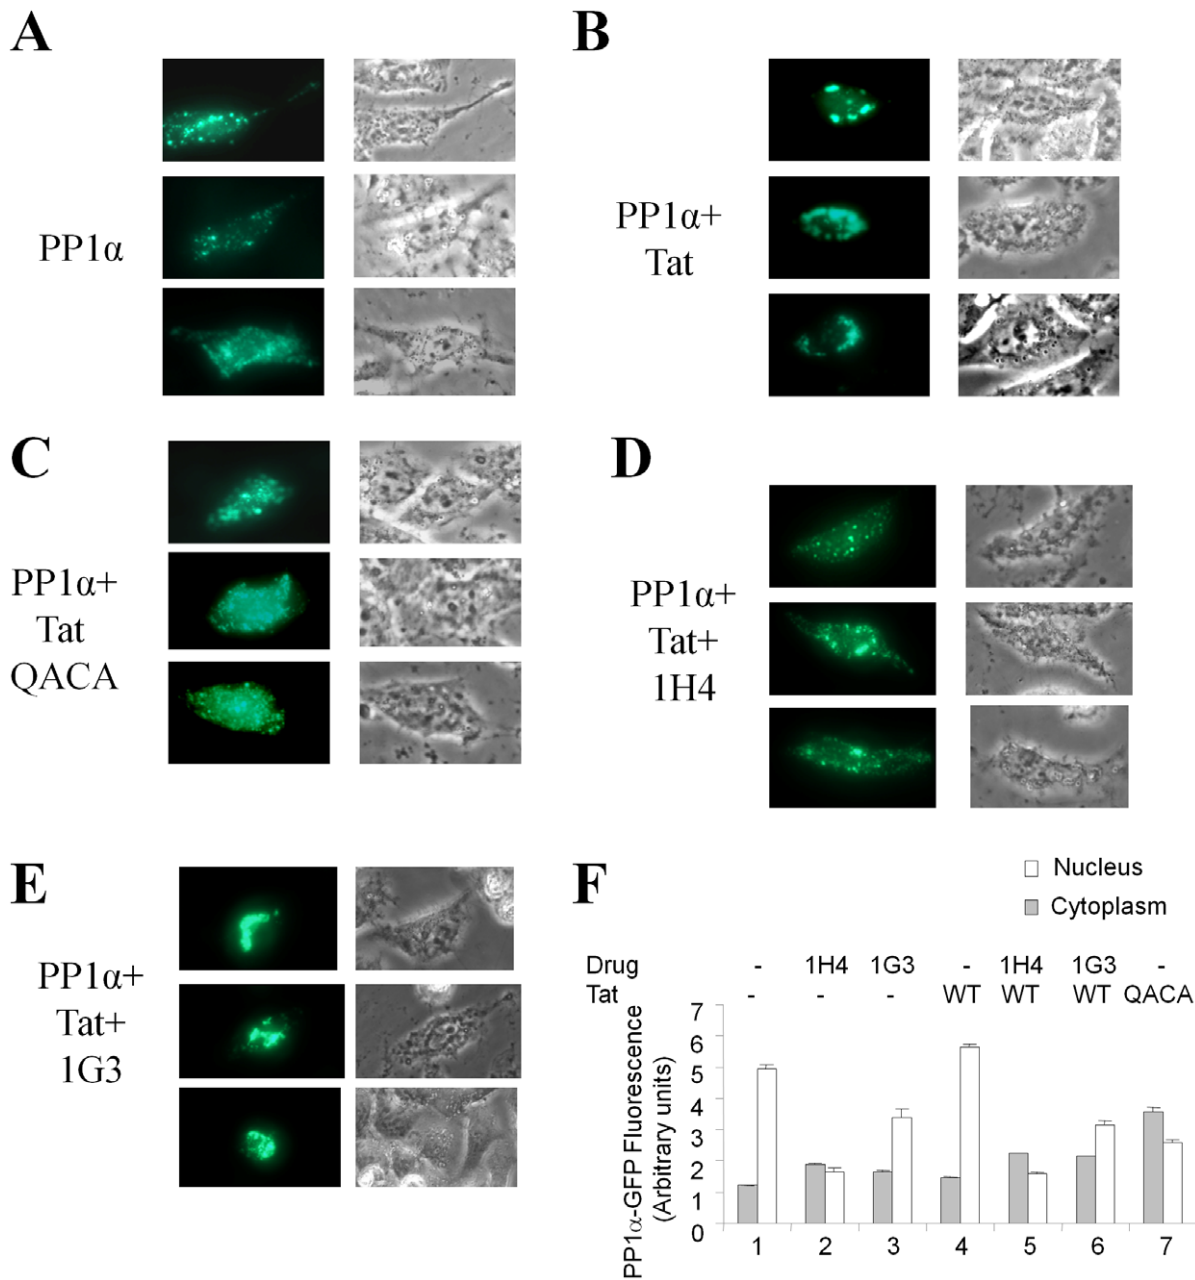 A
B
PP1α
PP1α+
Tat
C
D
PP1α+
Tat
QACA
PP1α+
Tat+
1H4
E
F
PP1α+
Tat+
1G3
Nucleus
Cytoplasm
Drug - 1H4 1G3 - 1H4 1G3 -
Tat - - - WT WT WT QACA
PP1α-GFP Fluorescence
(Arbitrary units)
7
6
5
4
3
2
1
0
1 2 3 4 5 6 7